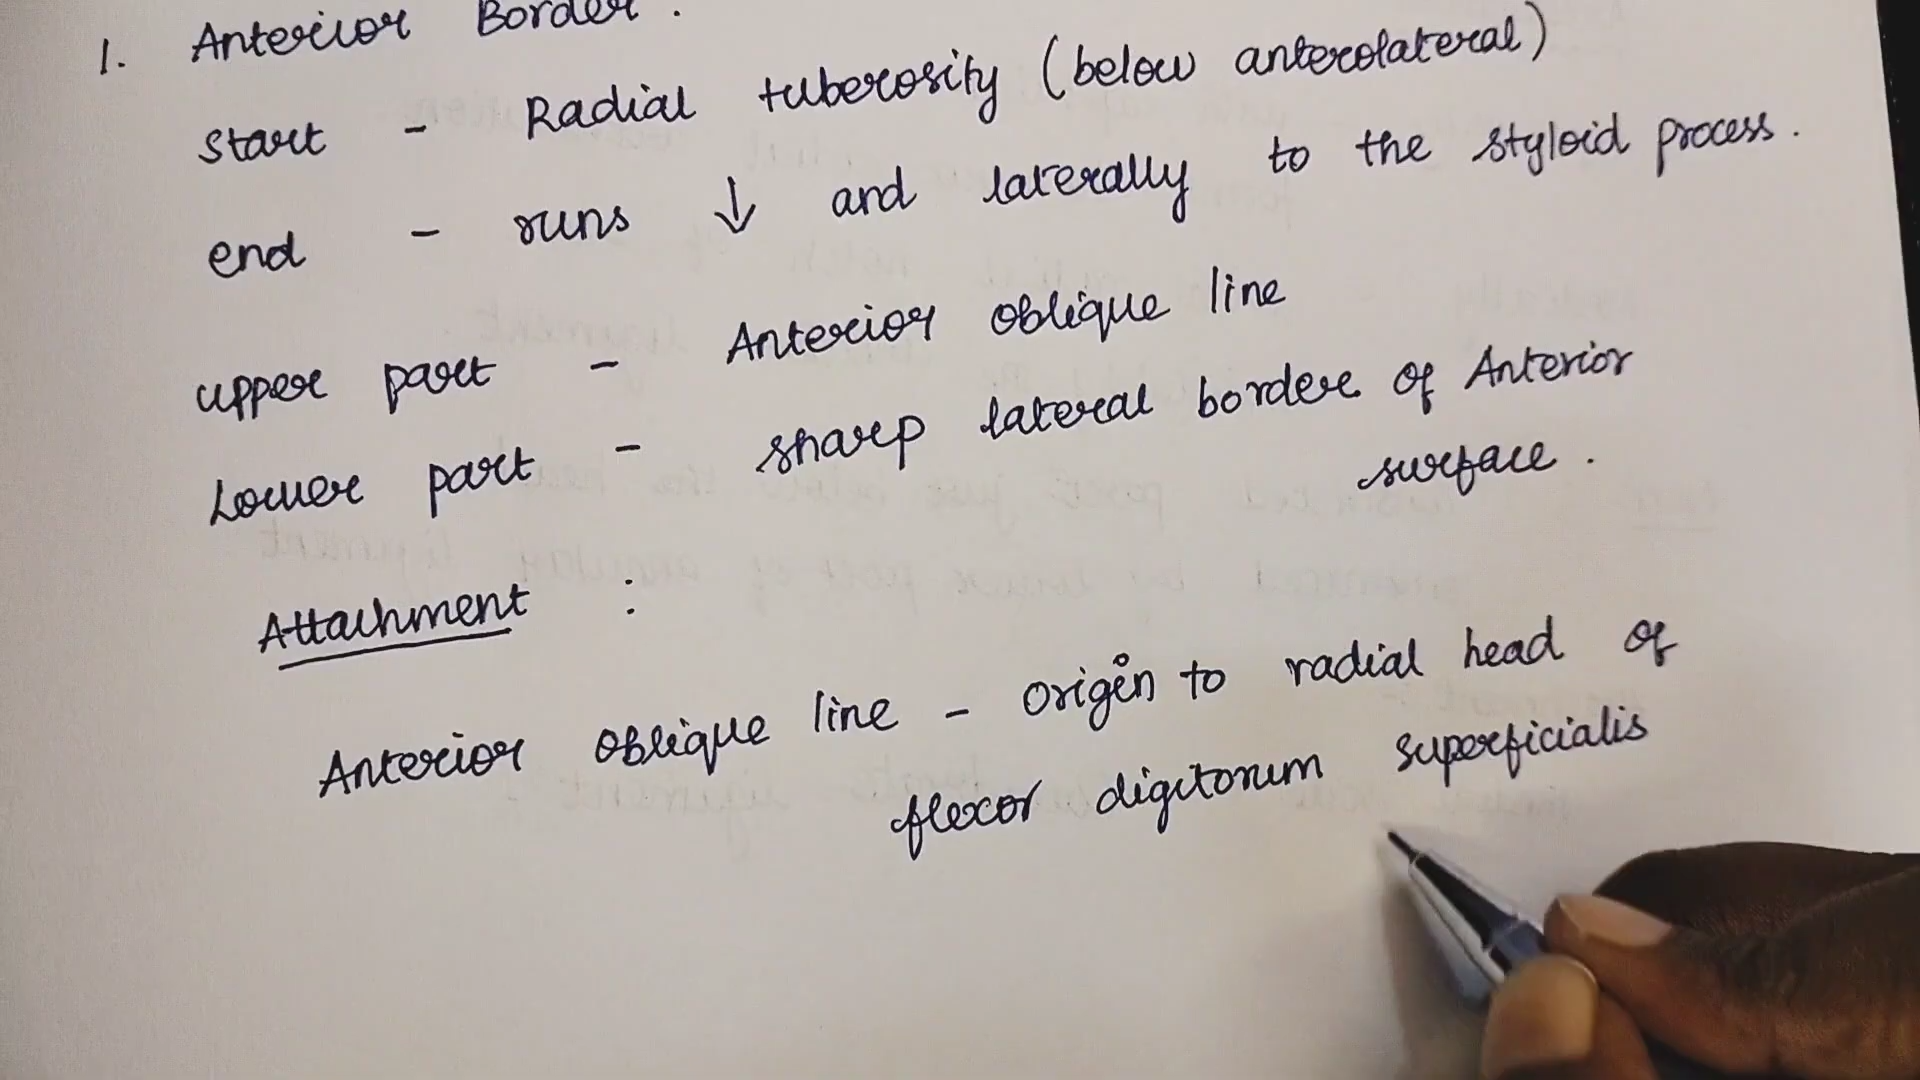 1. Anterior Border.
start - Radial tuberosity (below anterolateral)
end - runs ↓ and laterally to the styloid process.
upper part - Anterior oblique line
Lower part - sharp lateral border of Anterior
surface.
Attachment :
Anterior oblique line - origin to radial head of
flexor digitorum superficialis